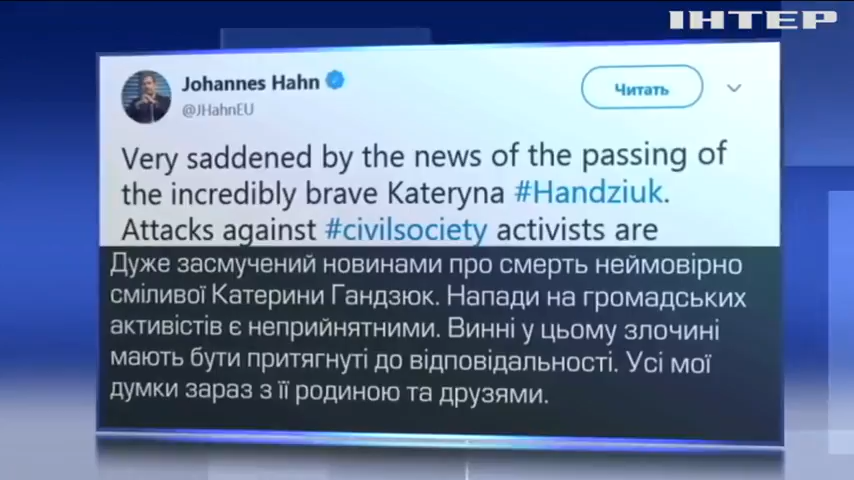 ІНТЕР
Johannes Hahn
@JHahnEU
Читать
Very saddened by the news of the passing of
the incredibly brave Kateryna #Handziuk.
Attacks against #civilsociety activists are
Дуже засмучений новинами про смерть неймовірно
сміливої Катерини Гандзюк. Напади на громадських
активістів є неприйнятними. Винні у цьому злочині
мають бути притягнуті до відповідальності. Усі мої
думки зараз з її родиною та друзями.